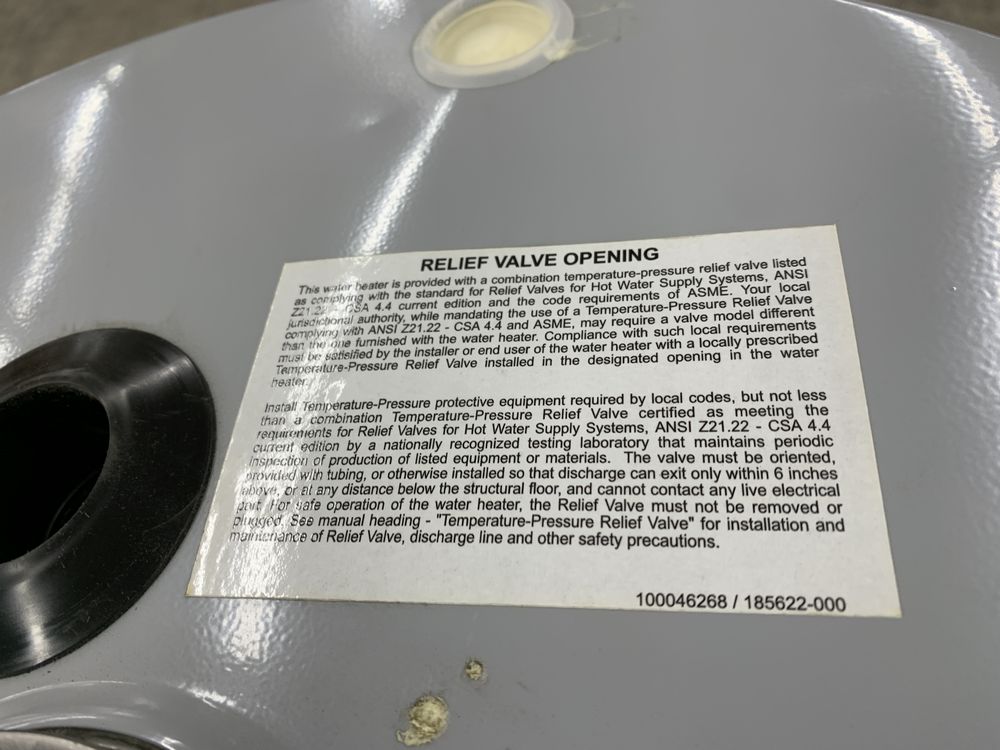 RELIEF VALVE OPENING
This water heater is provided with a combination temperature-pressure relief valve listed
as complying with the standard for Relief Valves for Hot Water Supply Systems, ANSI
Z21.22 - CSA 4.4 current edition and the code requirements of ASME. Your local
jurisdictional authority, while mandating the use of a Temperature-Pressure Relief Valve
complying with ANSI Z21.22 - CSA 4.4 and ASME, may require a valve model different
than the one furnished with the water heater. Compliance with such local requirements
must be satisfied by the installer or end user of the water heater with a locally prescribed
Temperature-Pressure Relief Valve installed in the designated opening in the water
heater.
Install Temperature-Pressure protective equipment required by local codes, but not less
than a combination Temperature-Pressure Relief Valve certified as meeting the
requirements for Relief Valves for Hot Water Supply Systems, ANSI Z21.22 - CSA 4.4
current edition by a nationally recognized testing laboratory that maintains periodic
inspection of production of listed equipment or materials. The valve must be oriented,
provided with tubing, or otherwise installed so that discharge can exit only within 6 inches
above, or at any distance below the structural floor, and cannot contact any live electrical
part. For safe operation of the water heater, the Relief Valve must not be removed or
plugged. See manual heading - "Temperature-Pressure Relief Valve" for installation and
maintenance of Relief Valve, discharge line and other safety precautions.
100046268 / 185622-000